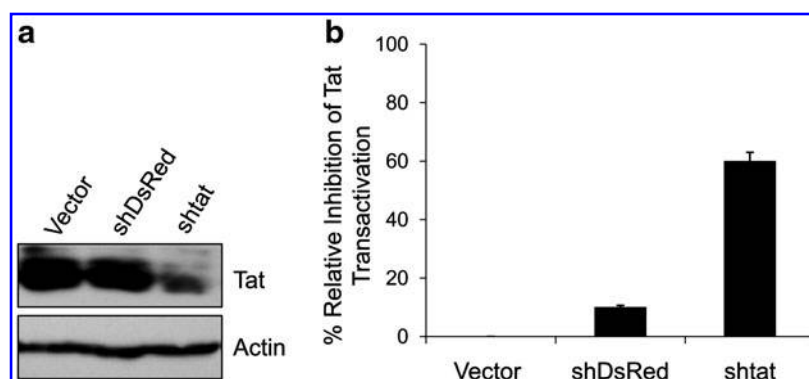 a
Vector
shDsRed
shtat
Tat
Actin
b
% Relative Inhibition of Tat
Transactivation
100
80
60
40
20
0
Vector
shDsRed
shtat